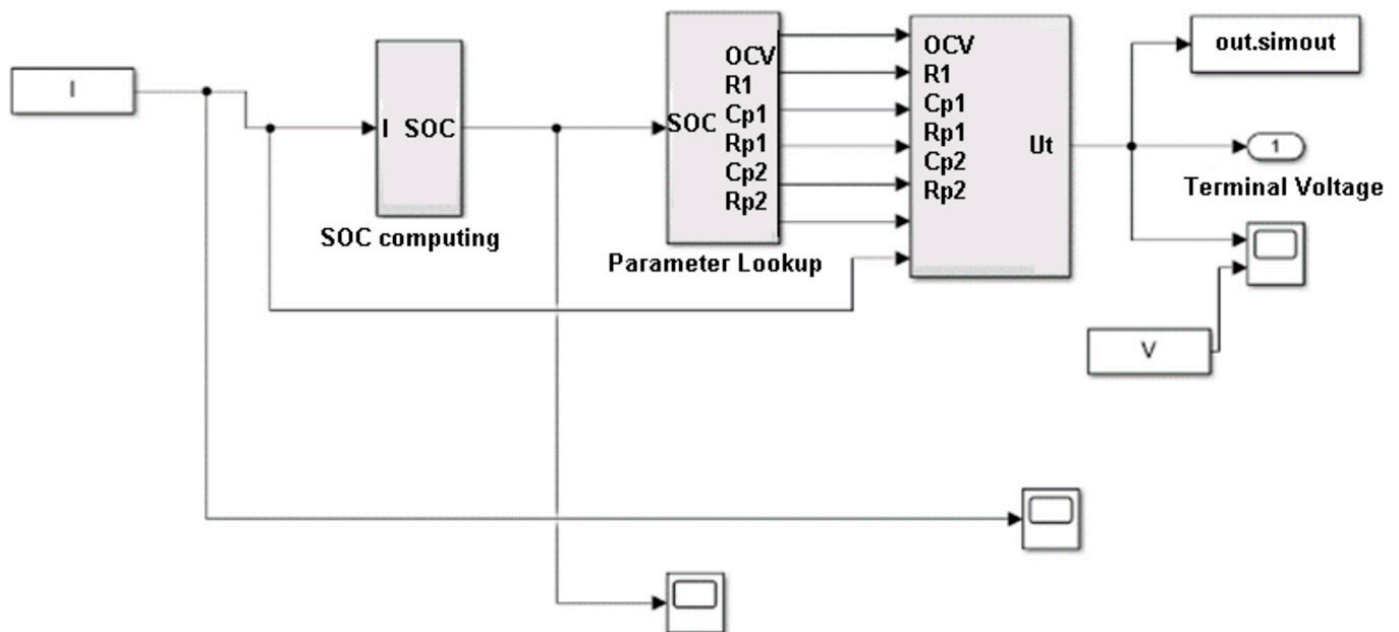 I
I SOC
SOC computing
SOC
OCV
R1
Cp1
Rp1
Cp2
Rp2
Parameter Lookup
OCV
R1
Cp1
Rp1
Cp2
Rp2
Ut
out.simout
1
Terminal Voltage
V